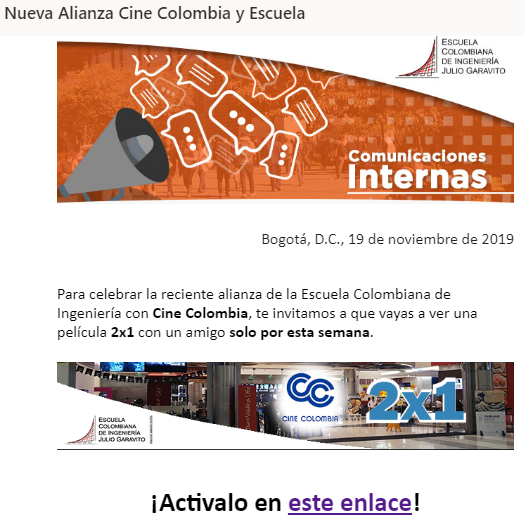 Nueva Alianza Cine Colombia y Escuela
ESCUELA
COLOMBIANA
DE INGENIERÍA
JULIO GARAVITO
Comunicaciones
Internas
Bogotá, D.C., 19 de noviembre de 2019
Para celebrar la reciente alianza de la Escuela Colombiana de
Ingeniería con Cine Colombia, te invitamos a que vayas a ver una
película 2x1 con un amigo solo por esta semana.
CINE COLOMBIA
2x1
ESCUELA
COLOMBIANA
DE INGENIERÍA
JULIO GARAVITO
¡Activalo en este enlace!